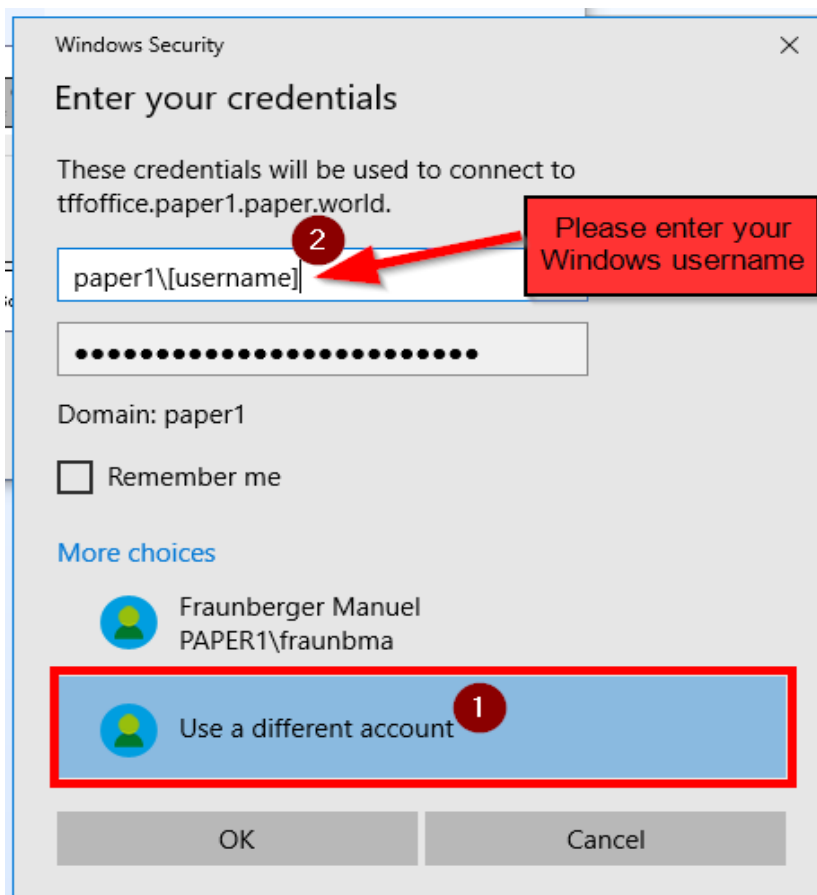 Windows Security
Enter your credentials
These credentials will be used to connect to
tffoffice.paper1.paper.world.
2
Please enter your
Windows username
paper1\[username]
Domain: paper1
Remember me
More choices
Fraunberger Manuel
PAPER1\fraunbma
Use a different account
1
OK
Cancel